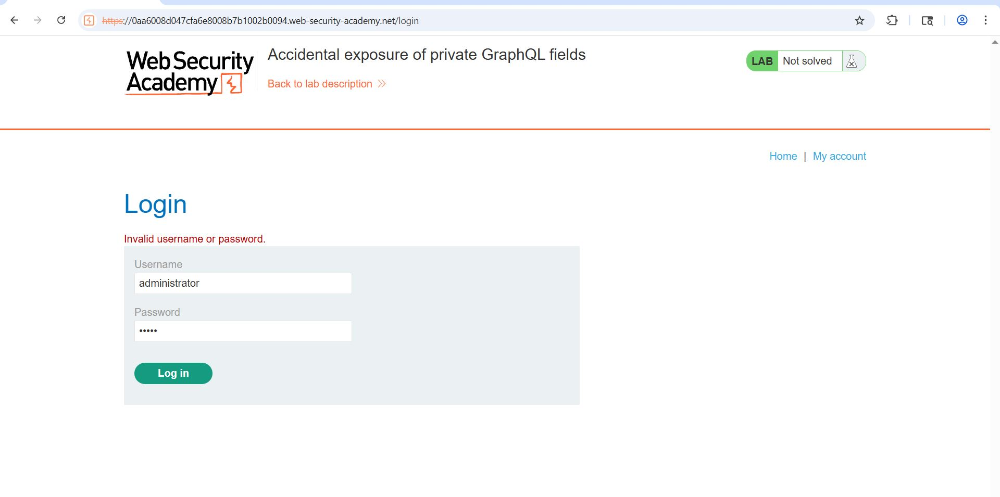 https://0aa6008d047cfa6e8008b7b1002b0094.web-security-academy.net/login
Web Security
Academy
Accidental exposure of private GraphQL fields
Back to lab description
LAB Not solved
Home | My account
Login
Invalid username or password.
Username
administrator
Password
•••••
Log in